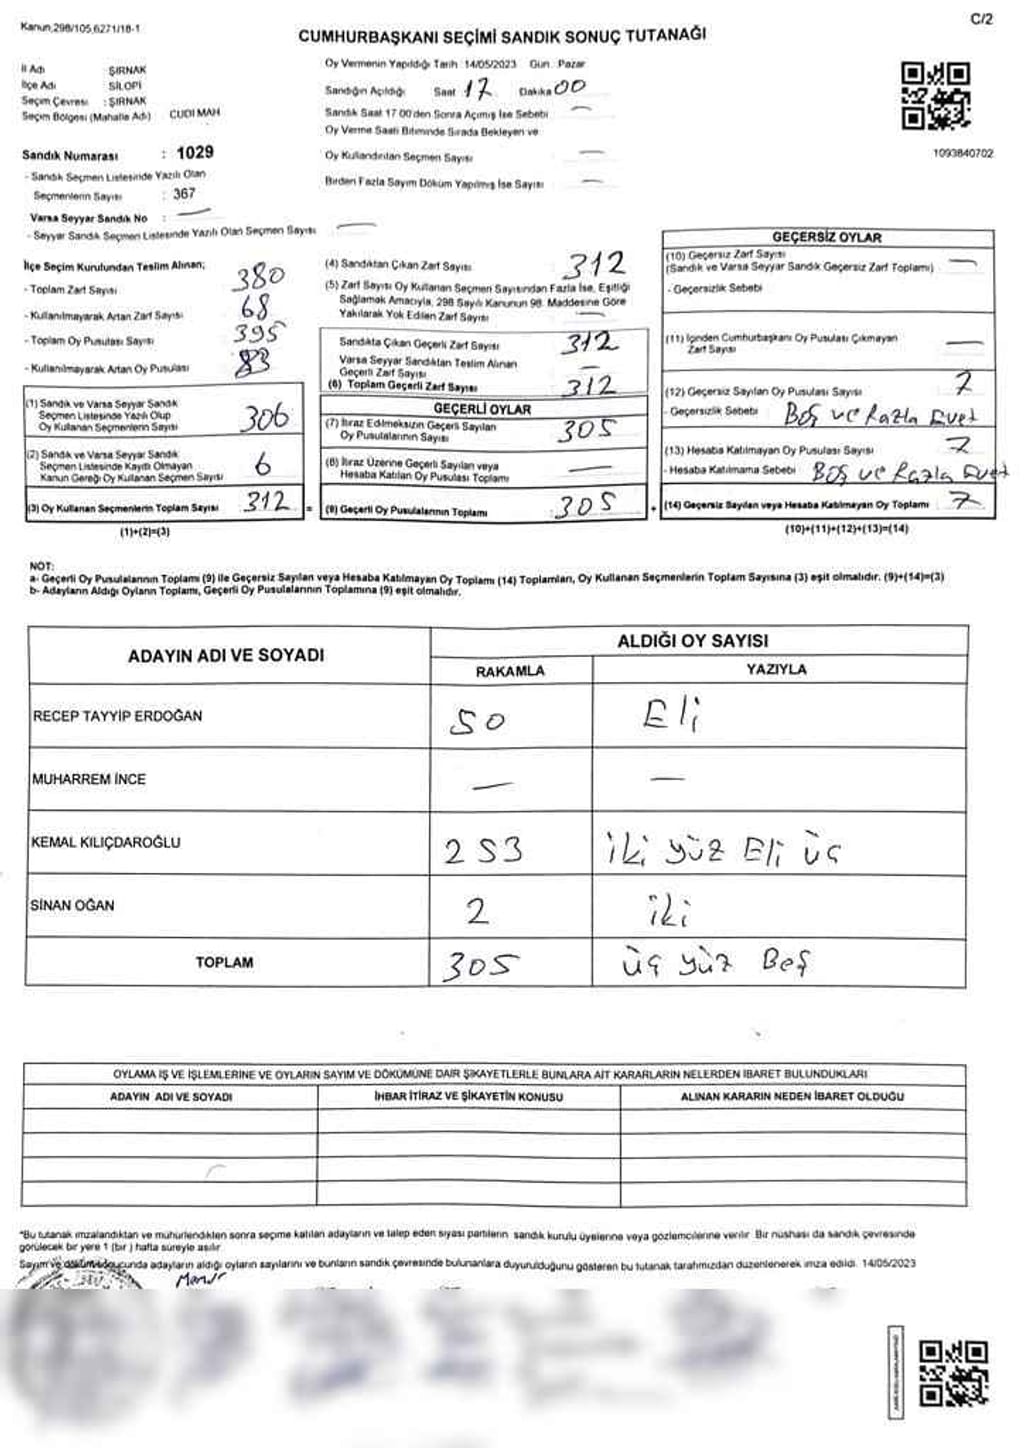 Kanun,298/105,6271/18-1
C/2
CUMHURBAŞKANI SEÇİMİ SANDIK SONUÇ TUTANAĞI
İl Adı : ŞIRNAK
İlçe Adı : SİLOPİ
Seçim Çevresi : ŞIRNAK
Seçim Bölgesi (Mahalle Adı) CUDİ MAH
Sandık Numarası : 1029
- Sandık Seçmen Listesinde Yazılı Olan
Seçmenlerin Sayısı : 367
Varsa Seyyar Sandık No : —
- Seyyar Sandık Seçmen Listesinde Yazılı Olan Seçmen Sayısı —
Oy Vermenin Yapıldığı Tarih :14/05/2023 Gün : Pazar
Sandığın Açıldığı Saat 17 Dakika 00
Sandık Saat 17.00'den Sonra Açımış İse Sebebi —
Oy Verme Saati Bitiminde Sırada Bekleyen ve
Oy Kullandırılan Seçmen Sayısı —
Birden Fazla Sayım Döküm Yapılmış İse Sayısı —
1093840702
İlçe Seçim Kurulundan Teslim Alınan;
- Toplam Zarf Sayısı 380
- Kullanılmayarak Artan Zarf Sayısı 68
- Toplam Oy Pusulası Sayısı 395
- Kullanılmayarak Artan Oy Pusulası 83
(1) Sandık ve Varsa Seyyar Sandık
Seçmen Listesinde Yazılı Olup
Oy Kullanan Seçmenlerin Sayısı 306
(2) Sandık ve Varsa Seyyar Sandık
Seçmen Listesinde Kayıtlı Olmayan
Kanun Gereği Oy Kullanan Seçmen Sayısı 6
(3) Oy Kullanan Seçmenlerin Toplam Sayısı 312 =
(1)+(2)=(3)
(4) Sandıktan Çıkan Zarf Sayısı 312
(5) Zarf Sayısı Oy Kullanan Seçmen Sayısından Fazla İse, Eşitliği
Sağlamak Amacıyla, 298 Sayılı Kanunun 98. Maddesine Göre
Yakılarak Yok Edilen Zarf Sayısı —
Sandıkta Çıkan Geçerli Zarf Sayısı 312
Varsa Seyyar Sandıktan Teslim Alınan
Geçerli Zarf Sayısı —
(6) Toplam Geçerli Zarf Sayısı 312
GEÇERLİ OYLAR
(7) İtiraz Edilmeksizin Geçerli Sayılan
Oy Pusulalarının Sayısı 305
(8) İtiraz Üzerine Geçerli Sayılan veya
Hesaba Katılan Oy Pusulası Toplamı —
(9) Geçerli Oy Pusulalarının Toplamı 305 +
GEÇERSİZ OYLAR
(10) Geçersiz Zarf Sayısı —
(Sandık ve Varsa Seyyar Sandık Geçersiz Zarf Toplamı)
- Geçersizlik Sebebi
(11) İçinden Cumhurbaşkanı Oy Pusulası Çıkmayan
Zarf Sayısı —
(12) Geçersiz Sayılan Oy Pusulası Sayısı 7
- Geçersizlik Sebebi Boş ve Fazla Evet
(13) Hesaba Katılmayan Oy Pusulası Sayısı 7
- Hesaba Katılmama Sebebi Boş ve Fazla Evet
(14) Geçersiz Sayılan veya Hesaba Katılmayan Oy Toplamı 7
(10)+(11)+(12)+(13)=(14)
NOT:
a- Geçerli Oy Pusulalarının Toplamı (9) ile Geçersiz Sayılan veya Hesaba Katılmayan Oy Toplamı (14) Toplamları, Oy Kullanan Seçmenlerin Toplam Sayısına (3) eşit olmalıdır. (9)+(14)=(3)
b- Adayların Aldığı Oyların Toplamı, Geçerli Oy Pusulalarının Toplamına (9) eşit olmalıdır.
ADAYIN ADI VE SOYADI
ALDIĞI OY SAYISI
RAKAMLA YAZIYLA
RECEP TAYYİP ERDOĞAN 50 Eli
MUHARREM İNCE — —
KEMAL KILIÇDAROĞLU 253 iki yüz Eli üç
SİNAN OĞAN 2 iki
TOPLAM 305 üç yüz Beş
OYLAMA İŞ VE İŞLEMLERİNE VE OYLARIN SAYIM VE DÖKÜMÜNE DAİR ŞİKAYETLERLE BUNLARA AİT KARARLARIN NELERDEN İBARET BULUNDUKLARI
ADAYIN ADI VE SOYADI İHBAR İTİRAZ VE ŞİKAYETİN KONUSU ALINAN KARARIN NEDEN İBARET OLDUĞU
*Bu tutanak imzalandıktan ve mühürlendikten sonra seçime katılan adayların ve talep eden siyasi partilerin sandık kurulu üyelerine veya gözlemcilerine verilir. Bir nüshası da sandık çevresinde
görülecek bir yere 1 (bir ) hafta süreyle asılır
Sayım ve döküm sonucunda adayların aldığı oyların sayılarını ve bunların sandık çevresinde bulunanlara duyurulduğunu gösteren bu tutanak tarafımızdan düzenlenerek imza edildi. 14/05/2023